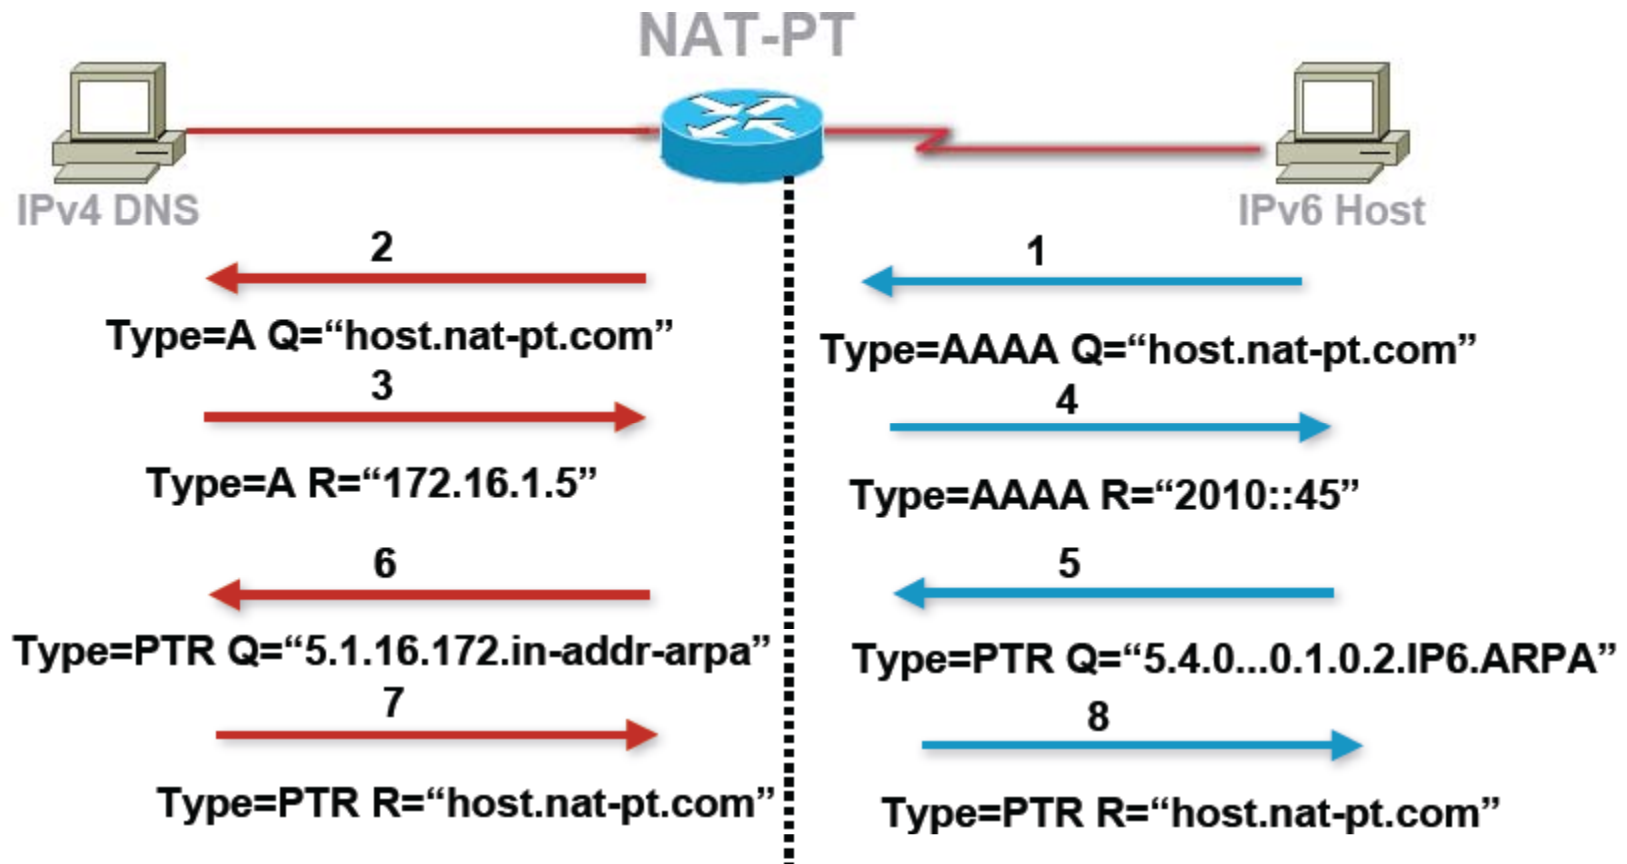 NAT-PT
IPv4 DNS
IPv6 Host
2
1
Type=A Q=“host.nat-pt.com”
Type=AAAA Q=“host.nat-pt.com”
3
4
Type=A R=“172.16.1.5”
Type=AAAA R=“2010::45”
6
5
Type=PTR Q=“5.1.16.172.in-addr-arpa”
Type=PTR Q=“5.4.0...0.1.0.2.IP6.ARPA”
7
8
Type=PTR R=“host.nat-pt.com”
Type=PTR R=“host.nat-pt.com”